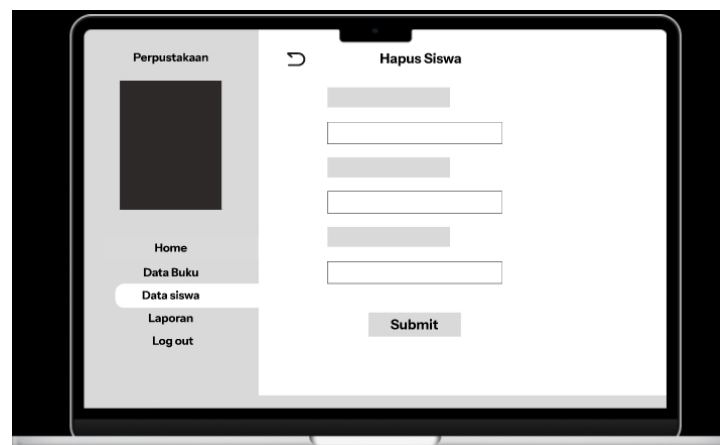 Perpustakaan
Hapus Siswa
Home
Data Buku
Data siswa
Laporan
Log out
Submit